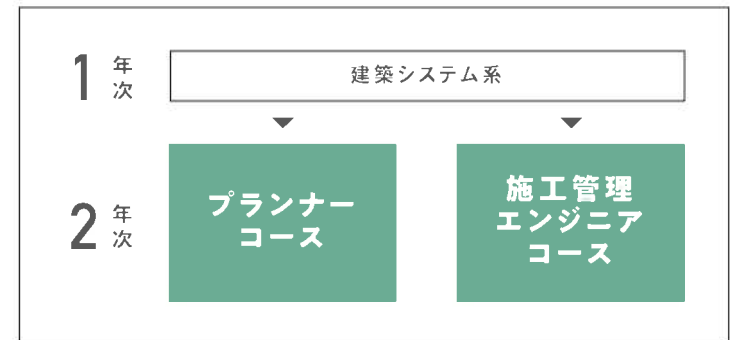 1年次
建築システム系
2年次
プランナー
コース
施工管理
エンジニア
コース